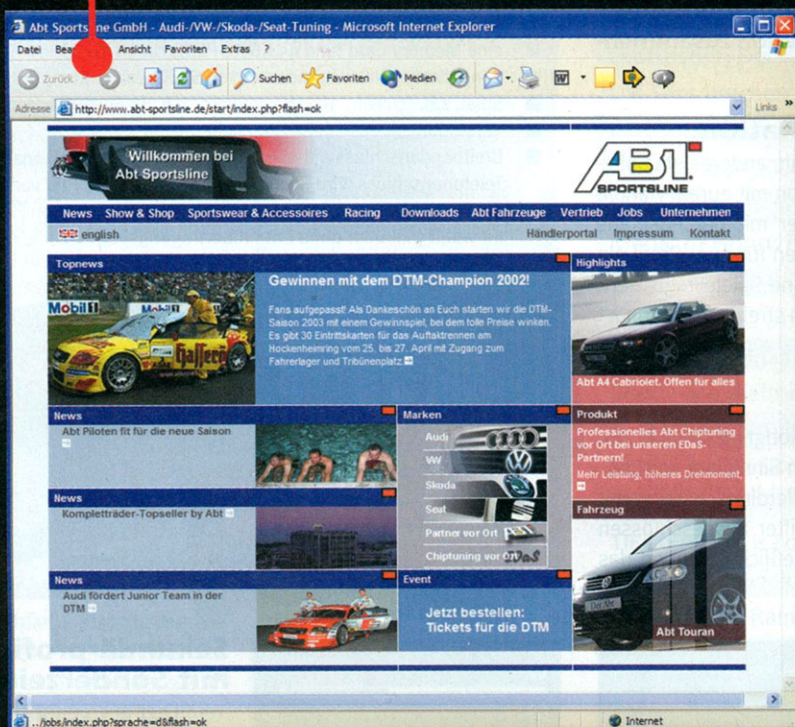 Abt Sportsline GmbH - Audi-/VW-/Skoda-/Seat-Tuning - Microsoft Internet Explorer
Datei Ansicht Favoriten Extras ?
Zurück Suchen Favoriten Medien
Adresse http://www.abt-sportsline.de/start/index.php?flash=ok Links »
Willkommen bei
Abt Sportsline
ABT
SPORTSLINE
News Show & Shop Sportswear & Accessoires Racing Downloads Abt Fahrzeuge Vertrieb Jobs Unternehmen
english Händlerportal Impressum Kontakt
Topnews
Mobil 1 Mobil 1
Hasseröder
Gewinnen mit dem DTM-Champion 2002!
Fans aufgepasst! Als Dankeschön an Euch starten wir die DTM-
Saison 2003 mit einem Gewinnspiel, bei dem tolle Preise winken.
Es gibt 30 Eintrittskarten für das Auftaktrennen am
Hockenheimring vom 25. bis 27. April mit Zugang zum
Fahrerlager und Tribünenplatz.
Highlights
Abt A4 Cabriolet. Offen für alles
News
Abt Piloten fit für die neue Saison
News
Kompletträder-Topseller by Abt
News
Audi fördert Junior Team in der
DTM
Marken
Audi
VW
Skoda
Seat
Partner vor Ort
Chiptuning vor Ort EDaS
Event
Jetzt bestellen:
Tickets für die DTM
Produkt
Professionelles Abt Chiptuning
vor Ort bei unseren EDaS-
Partnern!
Mehr Leistung, höheres Drehmoment,
Fahrzeug
Der Abt
Abt Touran
../jobs/index.php?sprache=d&flash=ok Internet